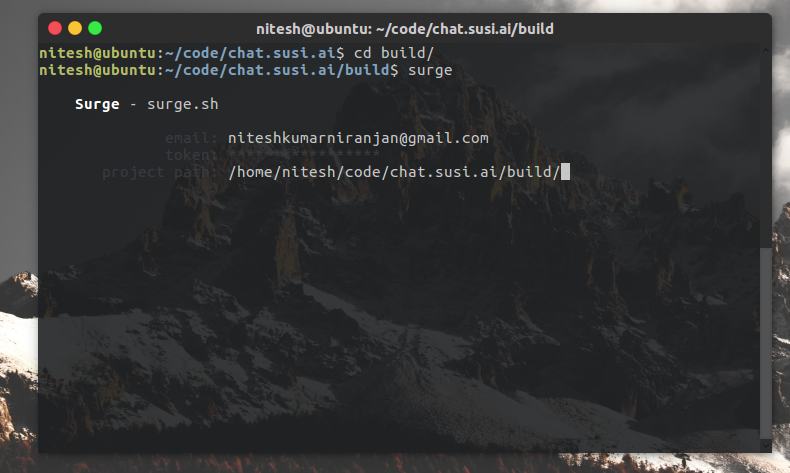 nitesh@ubuntu: ~/code/chat.susi.ai/build
nitesh@ubuntu:~/code/chat.susi.ai$ cd build/
nitesh@ubuntu:~/code/chat.susi.ai/build$ surge
Surge - surge.sh
email: niteshkumarniranjan@gmail.com
token: *****************
project path: /home/nitesh/code/chat.susi.ai/build/